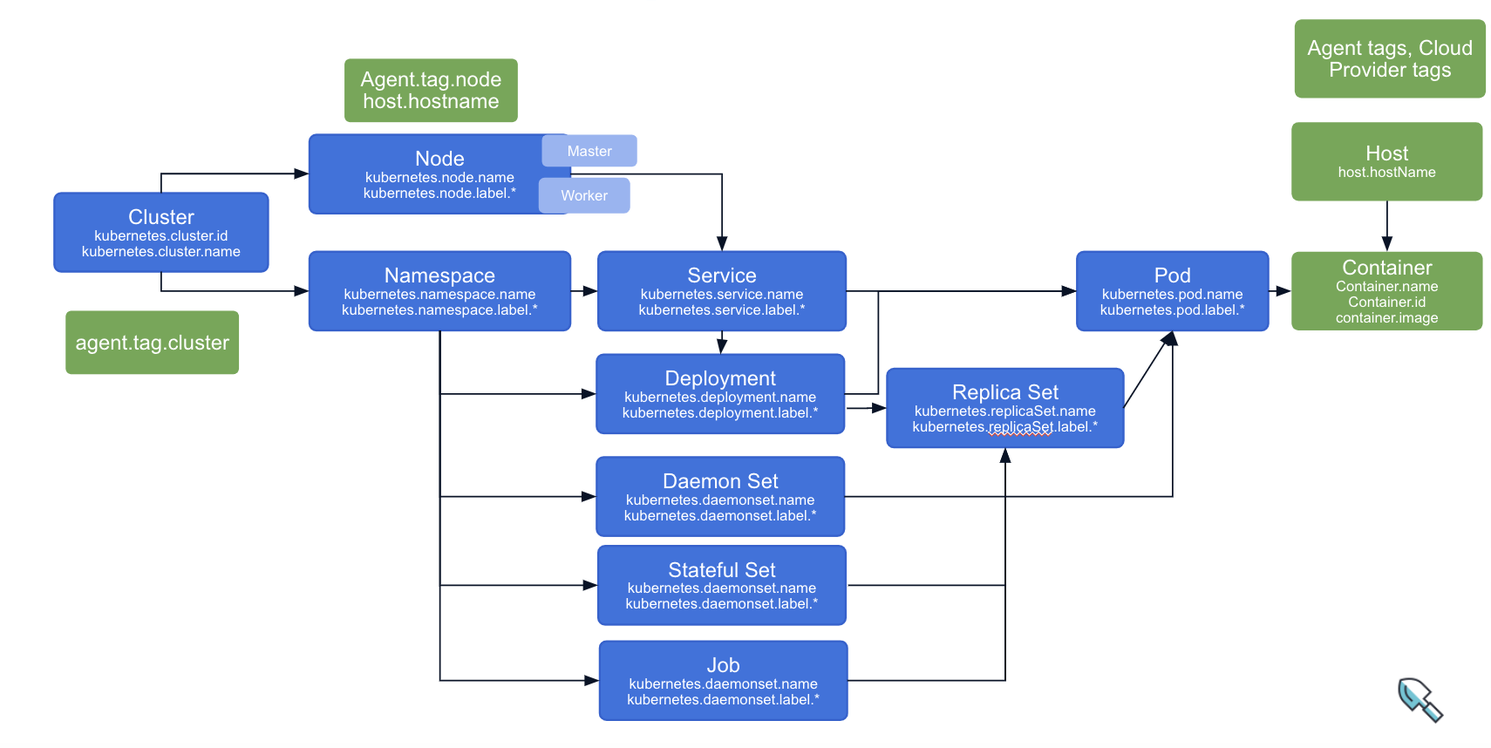 Agent tags, Cloud
Provider tags
Agent.tag.node
host.hostname
Node
kubernetes.node.name
kubernetes.node.label.*
Master
Worker
Host
host.hostName
Cluster
kubernetes.cluster.id
kubernetes.cluster.name
Namespace
kubernetes.namespace.name
kubernetes.namespace.label.*
Service
kubernetes.service.name
kubernetes.service.label.*
Pod
kubernetes.pod.name
kubernetes.pod.label.*
Container
Container.name
Container.id
container.image
agent.tag.cluster
Deployment
kubernetes.deployment.name
kubernetes.deployment.label.*
Replica Set
kubernetes.replicaSet.name
kubernetes.replicaSet.label.*
Daemon Set
kubernetes.daemonset.name
kubernetes.daemonset.label.*
Stateful Set
kubernetes.daemonset.name
kubernetes.daemonset.label.*
Job
kubernetes.daemonset.name
kubernetes.daemonset.label.*